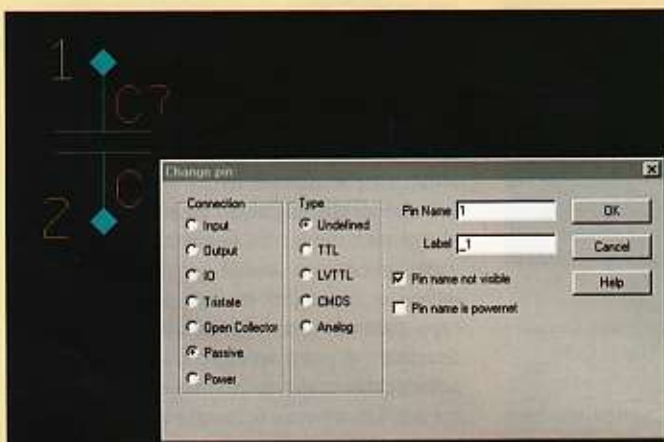 1
C?
C
2
Change pin
Connection
Input
Output
IO
Tristate
Open Collector
Passive
Power
Type
Undefined
TTL
LVTTL
CMOS
Analog
Pin Name 1
Label _1
Pin name not visible
Pin name is powernet
OK
Cancel
Help